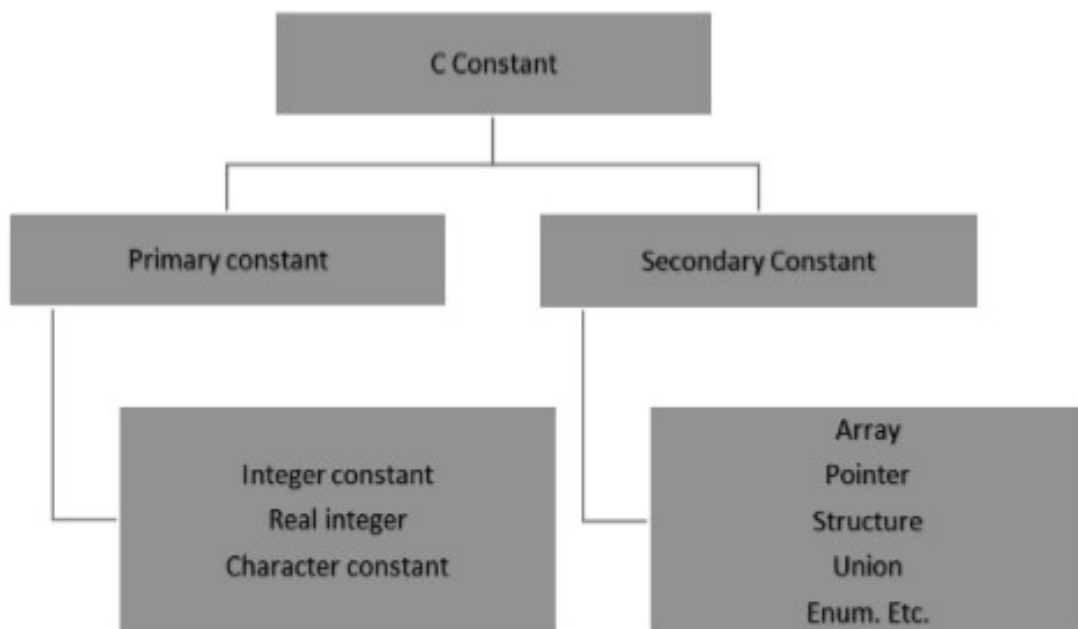 C Constant
Primary constant
Secondary Constant
Integer constant
Real integer
Character constant
Array
Pointer
Structure
Union
Enum. Etc.